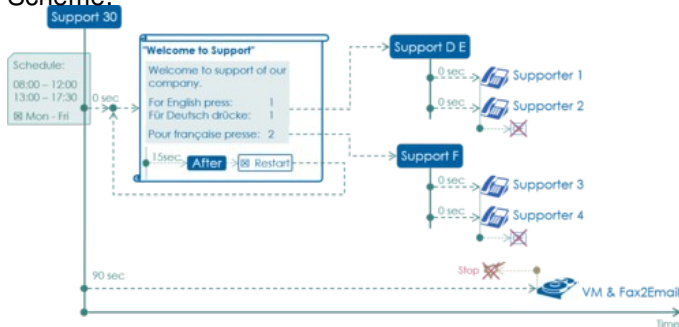 Scheme:
Support 30
Schedule:
08:00 – 12:00
13:00 – 17:30
☒ Mon - Fri
0 sec
"Welcome to Support"
Welcome to support of our
company.
For English press: 1
Für Deutsch drücke: 1
Pour française presse: 2
15sec
After
☒ Restart
Support D E
0 sec
Supporter 1
0 sec
Supporter 2
Support F
0 sec
Supporter 3
0 sec
Supporter 4
90 sec
Stop
VM & Fax2Email
Time